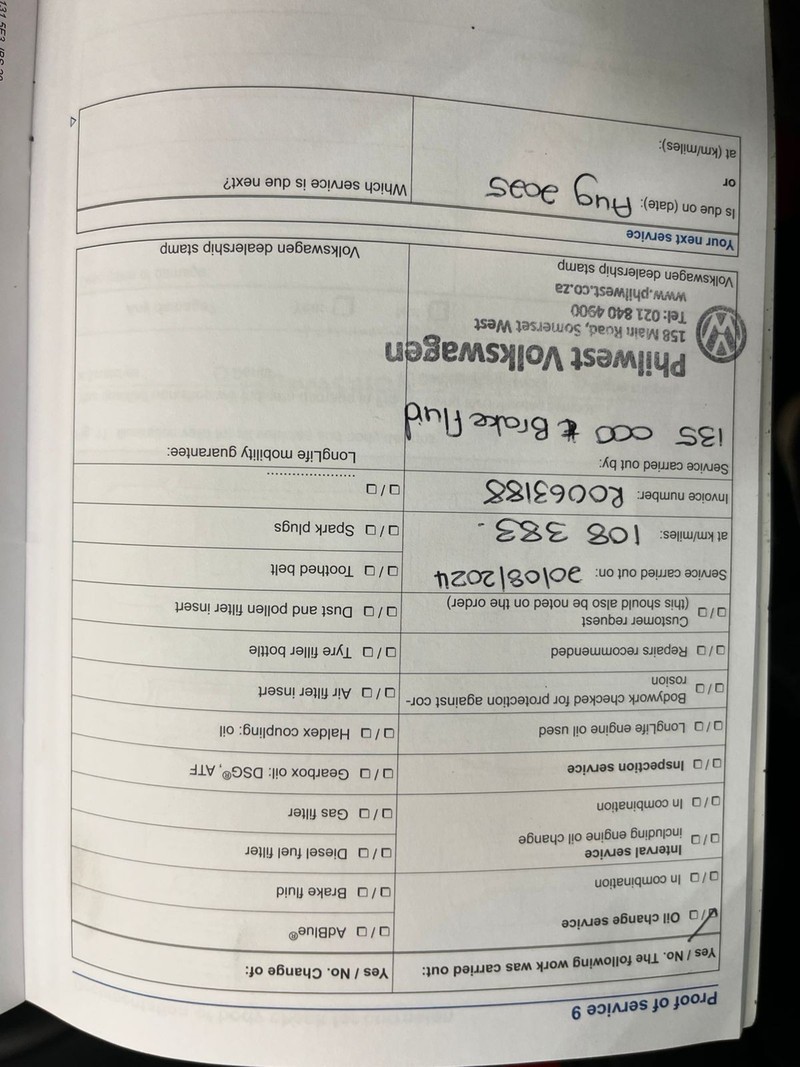 Proof of service 9
Yes / No. The following work was carried out:
Oil change service
In combination
Interval service
including engine oil change
In combination
Inspection service
LongLife engine oil used
Bodywork checked for protection against cor-
rosion
Repairs recommended
Customer request
(this should also be noted on the order)
Service carried out on: 20/08/2024
at km/miles: 108 383 -
Invoice number: R0063188
Service carried out by:
135 000 & Brake fluid
Philwest Volkswagen
158 Main Road, Somerset West
Tel: 021 840 4900
www.philwest.co.za
Volkswagen dealership stamp
Yes / No. Change of:
AdBlue®
Brake fluid
Diesel fuel filter
Gas filter
Gearbox oil: DSG®, ATF
Haldex coupling: oil
Air filter insert
Tyre filler bottle
Dust and pollen filter insert
Toothed belt
Spark plugs
....................
LongLife mobility guarantee:
Volkswagen dealership stamp
Your next service
Is due on (date): Aug 2025
or
at (km/miles):
Which service is due next?